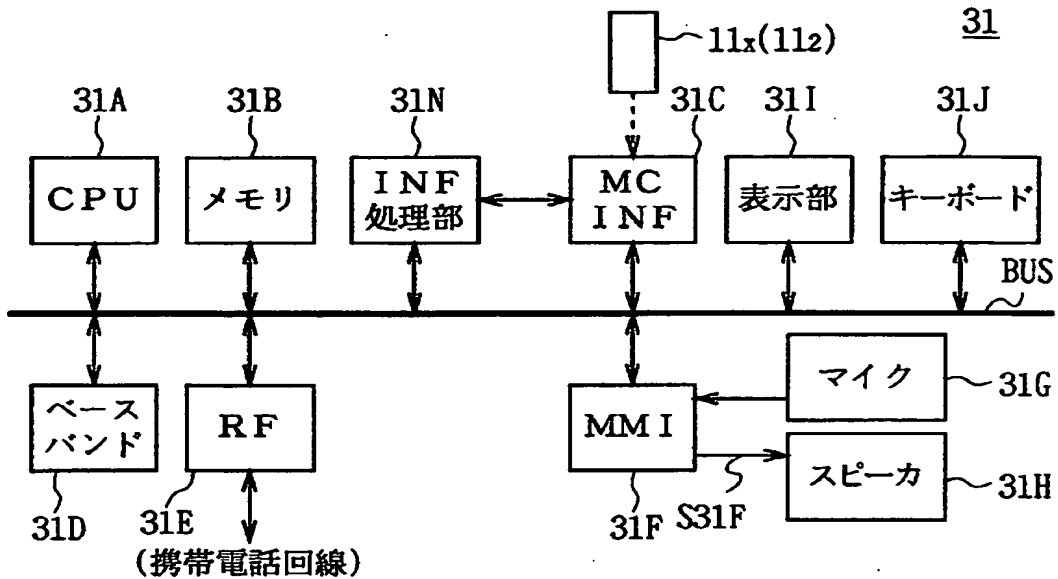 31
11x(112)
31A
31B
31N
31C
31I
31J
CPU
メモリ
INF
処理部
MC
INF
表示部
キーボード
BUS
ベース
バンド
RF
MMI
マイク
31G
スピーカ
31H
31D
31E
31F
S31F
(携帯電話回線)